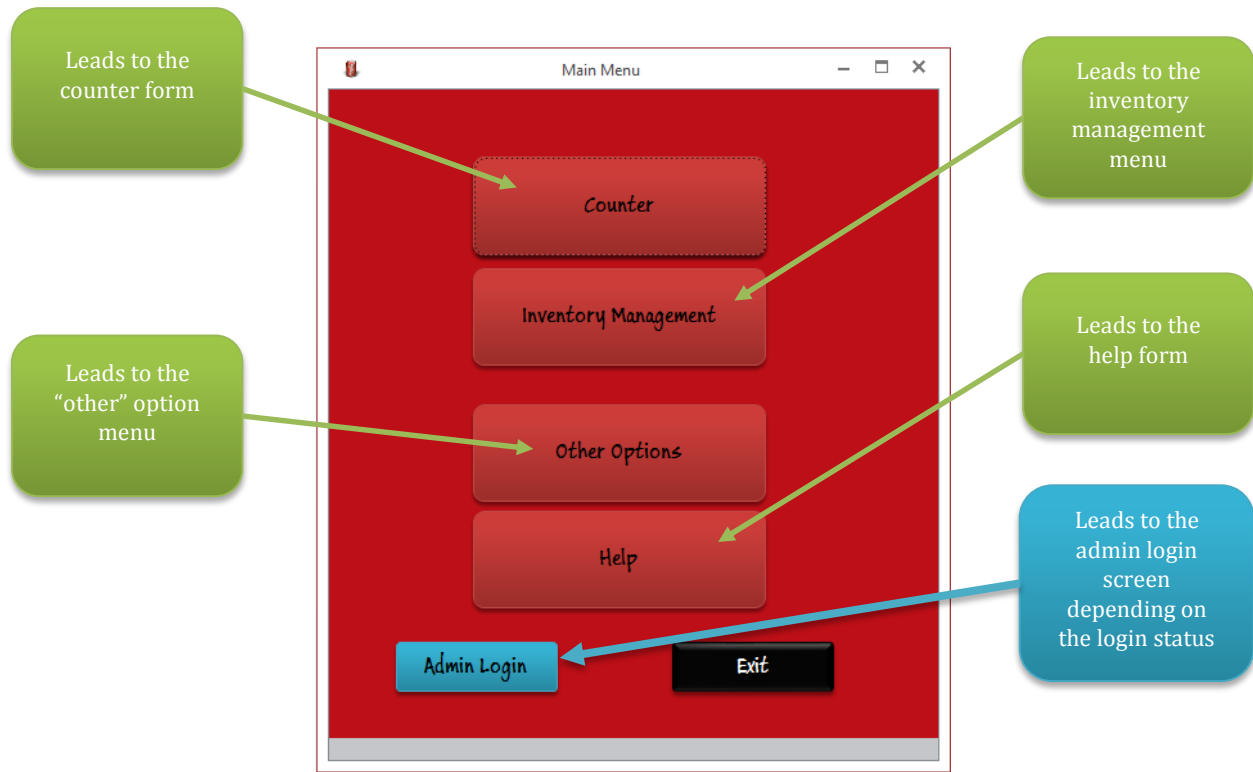 Leads to the
counter form
Main Menu
Leads to the
inventory
management
menu
Counter
Inventory Management
Leads to the
help form
Leads to the
“other” option
menu
Other Options
Help
Leads to the
admin login
screen
depending on
the login status
Admin Login
Exit